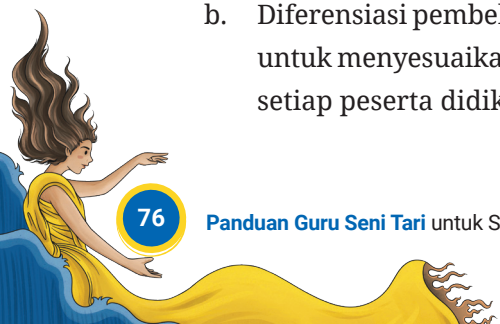 b. Diferensiasi pembel
untuk menyesuaika
setiap peserta didik
76
Panduan Guru Seni Tari untuk S